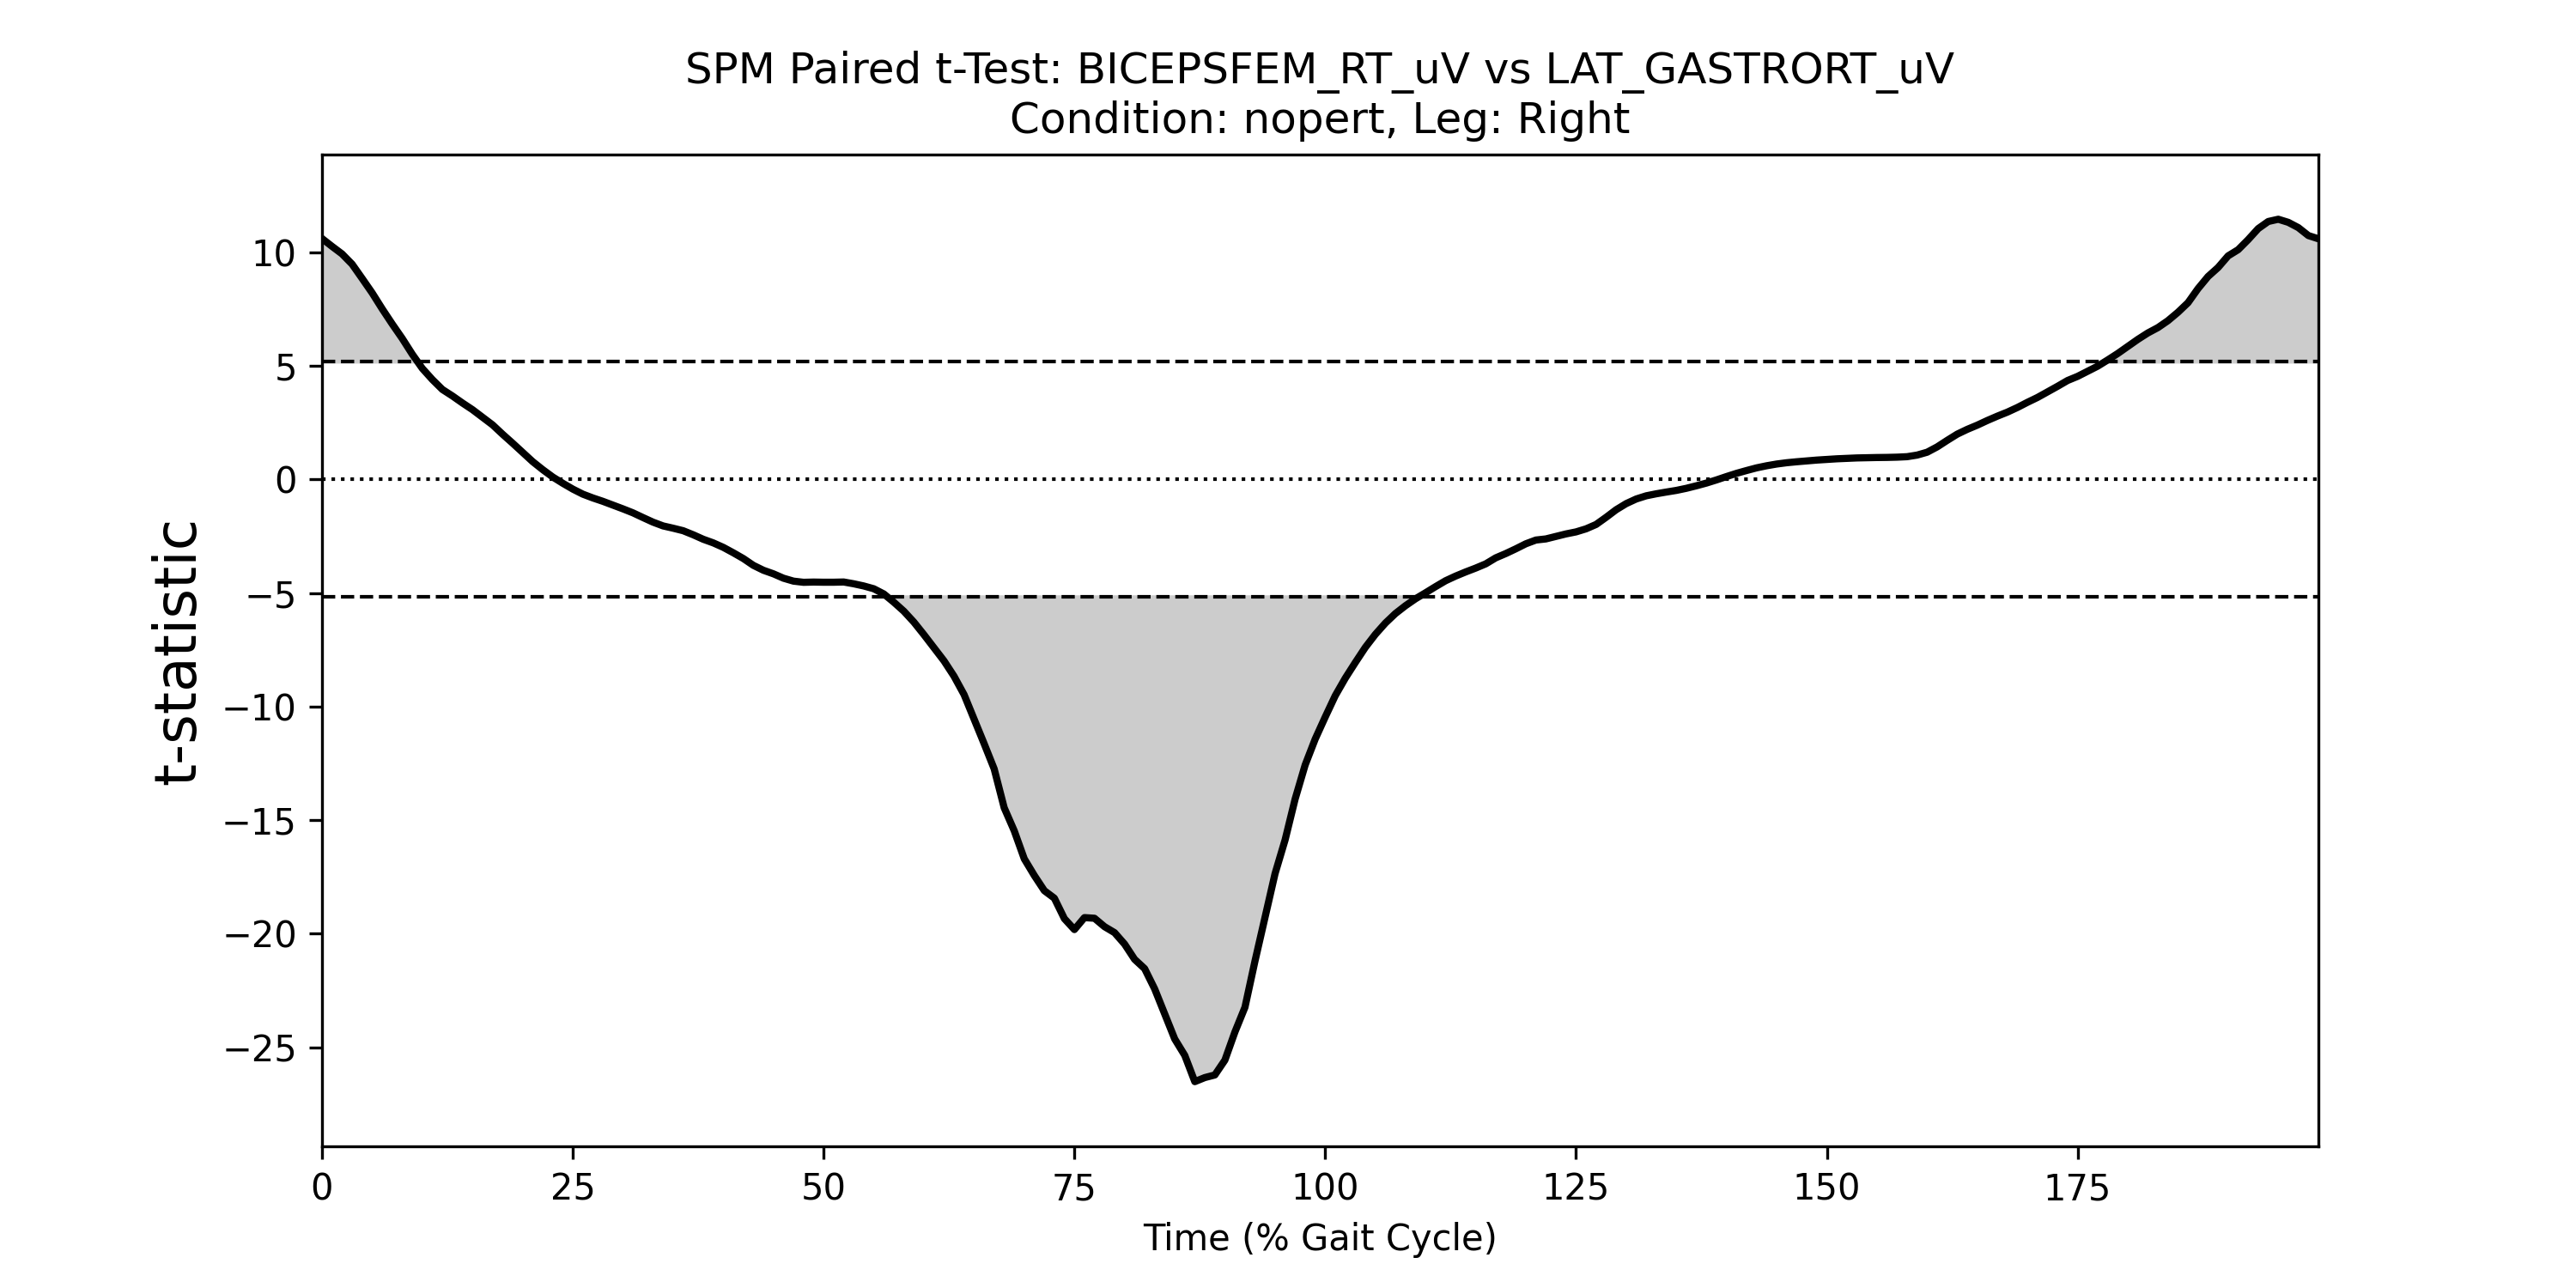 SPM Paired t-Test: BICEPSFEM_RT_uV vs LAT_GASTRORT_uV
Condition: nopert, Leg: Right
t-statistic
10
5
0
−5
−10
−15
−20
−25
0 25 50 75 100 125 150 175
Time (% Gait Cycle)